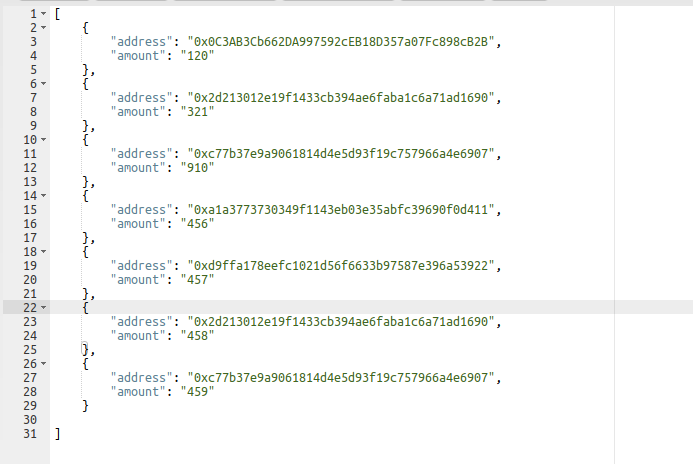 1 [
2 {
3 "address": "0x0C3AB3Cb662DA997592cEB18D357a07Fc898cB2B",
4 "amount": "120"
5 },
6 {
7 "address": "0x2d213012e19f1433cb394ae6faba1c6a71ad1690",
8 "amount": "321"
9 },
10 {
11 "address": "0xc77b37e9a9061814d4e5d93f19c757966a4e6907",
12 "amount": "910"
13 },
14 {
15 "address": "0xa1a3773730349f1143eb03e35abfc39690f0d411",
16 "amount": "456"
17 },
18 {
19 "address": "0xd9ffa178eefc1021d56f6633b97587e396a53922",
20 "amount": "457"
21 },
22 {
23 "address": "0x2d213012e19f1433cb394ae6faba1c6a71ad1690",
24 "amount": "458"
25 },
26 {
27 "address": "0xc77b37e9a9061814d4e5d93f19c757966a4e6907",
28 "amount": "459"
29 }
30
31 ]